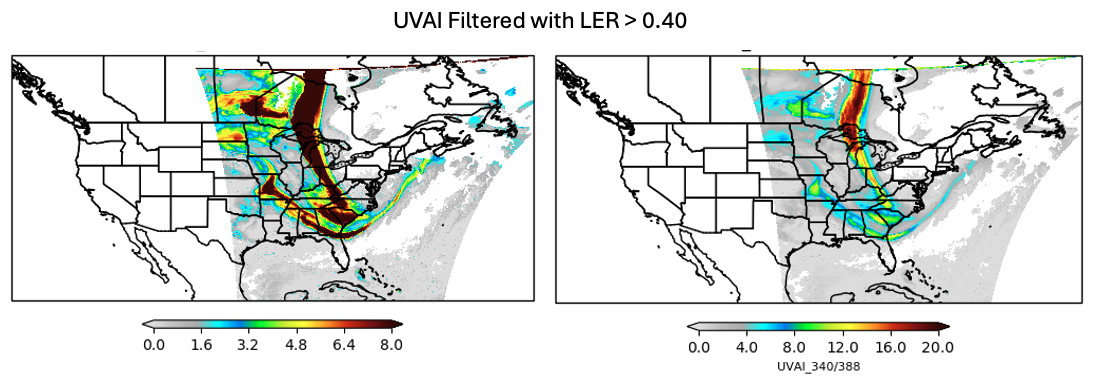 UVAI Filtered with LER > 0.40
0.0 1.6 3.2 4.8 6.4 8.0
0.0 4.0 8.0 12.0 16.0 20.0
UVAI_340/388